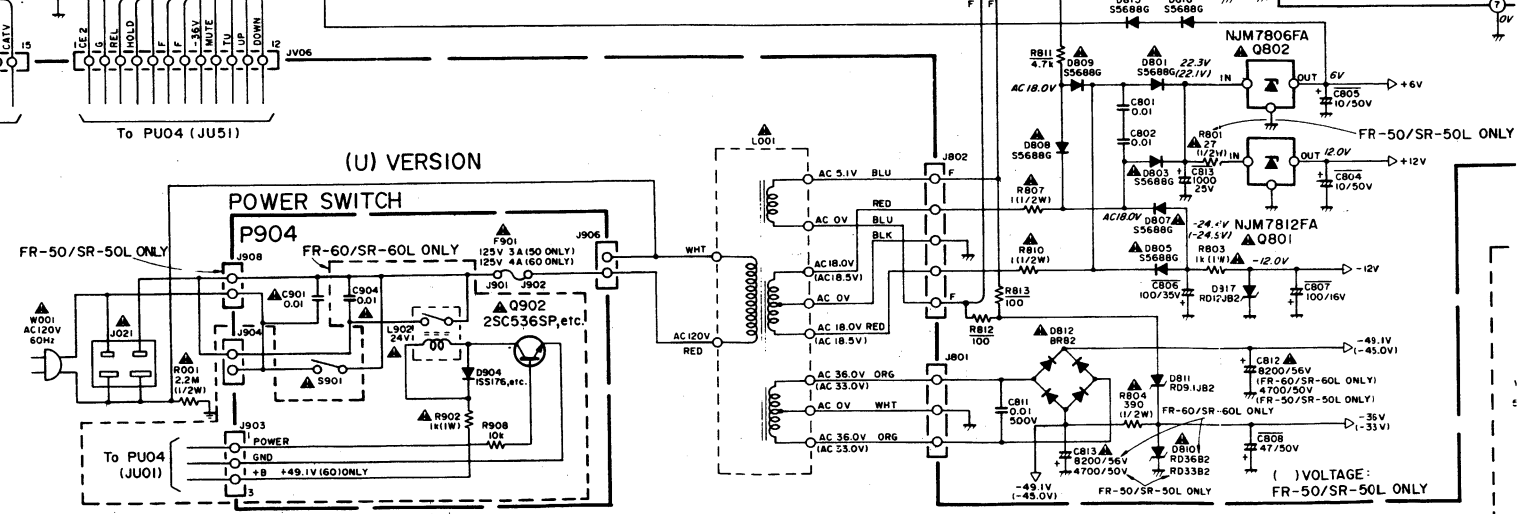 F F
S5688G S5688G
7
0V
CATV
15
1
CE.2
G
REL
HOLD
F
F
-36V
MUTE
TU
UP
DOWN
12
JV06
To PU04 (JU51)
R811
4.7k
D809
S5688G
D801
S5688G
22.3V
(22.1V)
NJM7806FA
Q802
IN
OUT
6V
+6V
C805
10/50V
AC18.0V
C801
0.01
C802
0.01
R801
27
(1/2W)
FR-50/SR-50L ONLY
D808
S5688G
D803
S5688G
C813
1000
25V
IN
OUT
12.0V
+12V
C804
10/50V
(U) VERSION
L001
J802
AC 5.1V BLU
F
R807
1(1/2W)
RED
AC 0V BLU
BLK
AC18.0V
D807
S5688G
(-24.5V)
NJM7812FA
Q801
POWER SWITCH
P904
FR-50/SR-50L ONLY
FR-60/SR-60L ONLY
F901
125V 3A (50 ONLY)
125V 4A (60 ONLY)
J906
WHT
J908
J901 J902
AC18.0V
(AC18.5V)
R810
1(1/2W)
D805
S5688G
R803
1k(1W)
-12.0V
-12V
AC 0V
F
R813
100
C806
100/35V
D917
RD12JB2
C807
100/16V
W001
AC120V
60Hz
J021
C901
0.01
C904
0.01
L902
24V
Q902
2SC536SP,etc.
J904
AC120V
RED
AC 18.0V RED
(AC 18.5V)
R812
100
D812
BRB2
-49.1V
(-45.0V)
J801
R001
2.2M
(1/2W)
S901
D904
1SS176,etc.
AC 36.0V ORG
(AC 33.0V)
C811
0.01
500V
R804
390
(1/2W)
D811
RD9.1JB2
C812
8200/56V
(FR-60/SR-60L ONLY)
4700/50V
(FR-50/SR-50L ONLY)
FR-60/SR-60L ONLY
AC 0V WHT
R902
1k(1W)
R908
10k
-36V
(-33V)
J903
1
POWER
GND
+B +49.1V(60)ONLY
3
To PU04
(JU01)
AC 36.0V ORG
C813
8200/56V
4700/50V
D810
RD36B2
RD33B2
C808
47/50V
-49.1V
(-45.0V)
FR-50/SR-50L ONLY
( )VOLTAGE:
FR-50/SR-50L ONLY